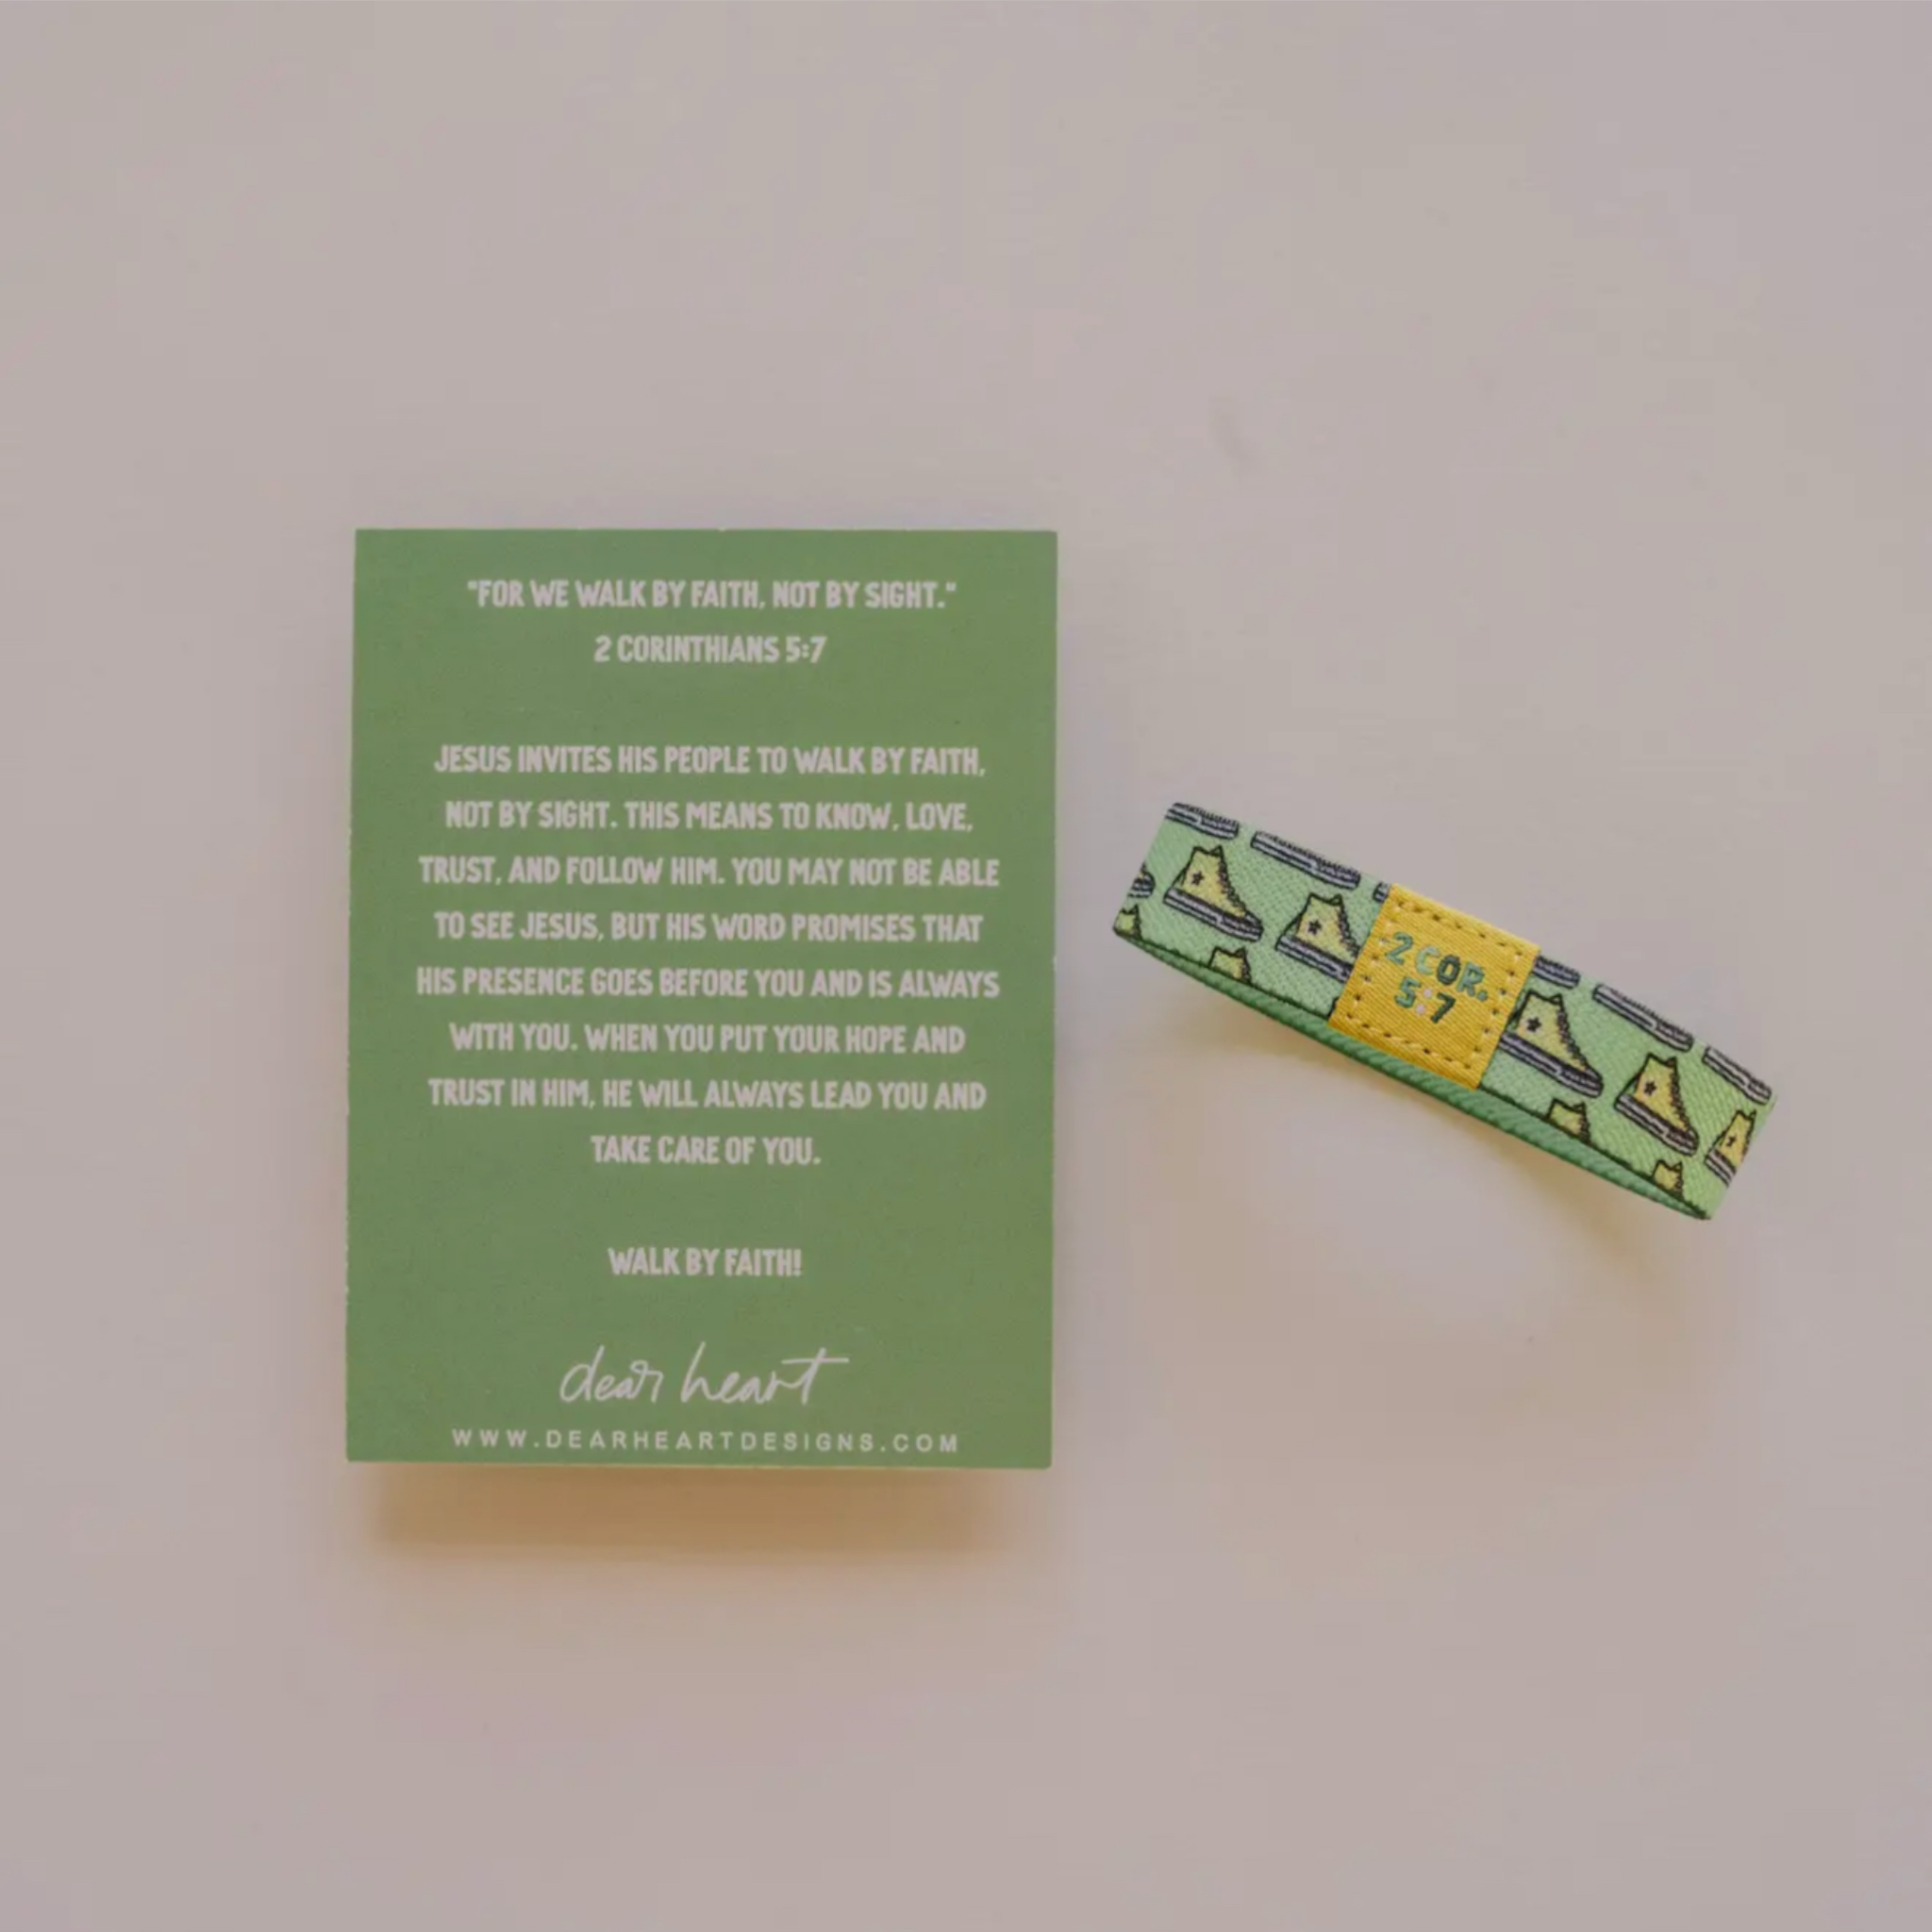 "FOR WE WALK BY FAITH, NOT BY SIGHT."
2 CORINTHIANS 5:7
JESUS INVITES HIS PEOPLE TO WALK BY FAITH,
NOT BY SIGHT. THIS MEANS TO KNOW, LOVE,
TRUST, AND FOLLOW HIM. YOU MAY NOT BE ABLE
TO SEE JESUS, BUT HIS WORD PROMISES THAT
HIS PRESENCE GOES BEFORE YOU AND IS ALWAYS
WITH YOU. WHEN YOU PUT YOUR HOPE AND
TRUST IN HIM, HE WILL ALWAYS LEAD YOU AND
TAKE CARE OF YOU.
WALK BY FAITH!
dear heart
WWW.DEARHEARTDESIGNS.COM
2 COR.
5:7